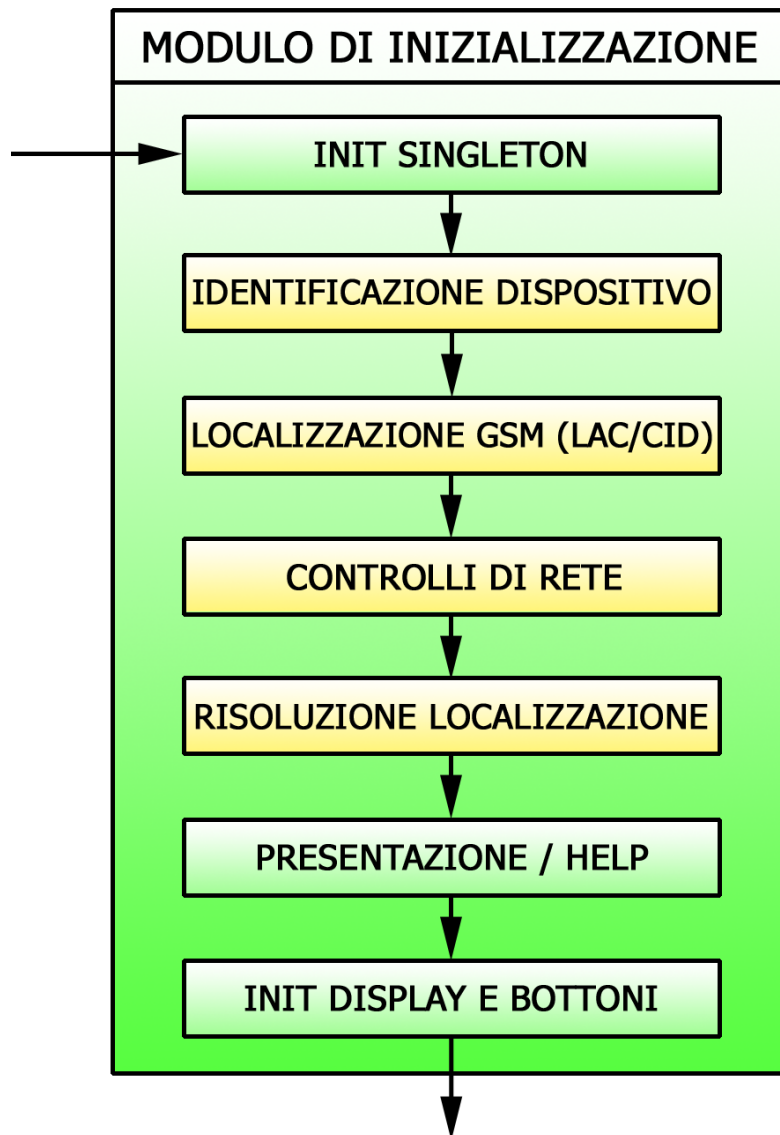 MODULO DI INIZIALIZZAZIONE
INIT SINGLETON
IDENTIFICAZIONE DISPOSITIVO
LOCALIZZAZIONE GSM (LAC/CID)
CONTROLLI DI RETE
RISOLUZIONE LOCALIZZAZIONE
PRESENTAZIONE / HELP
INIT DISPLAY E BOTTONI